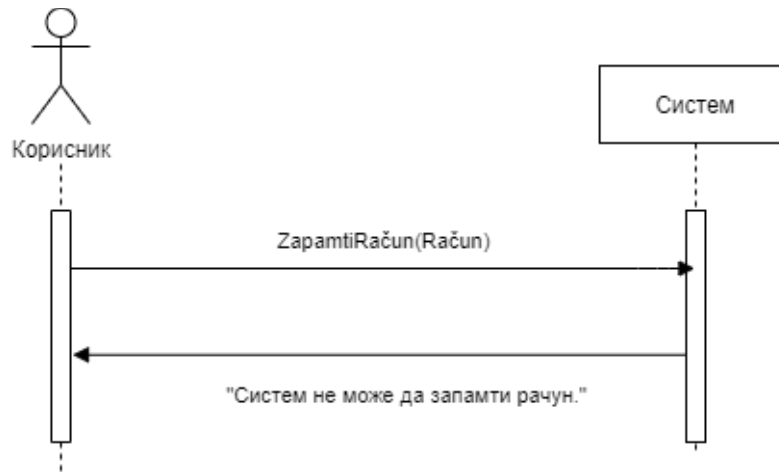 Корисник
Систем
ZapamtiRačun(Račun)
"Систем не може да запамти рачун."